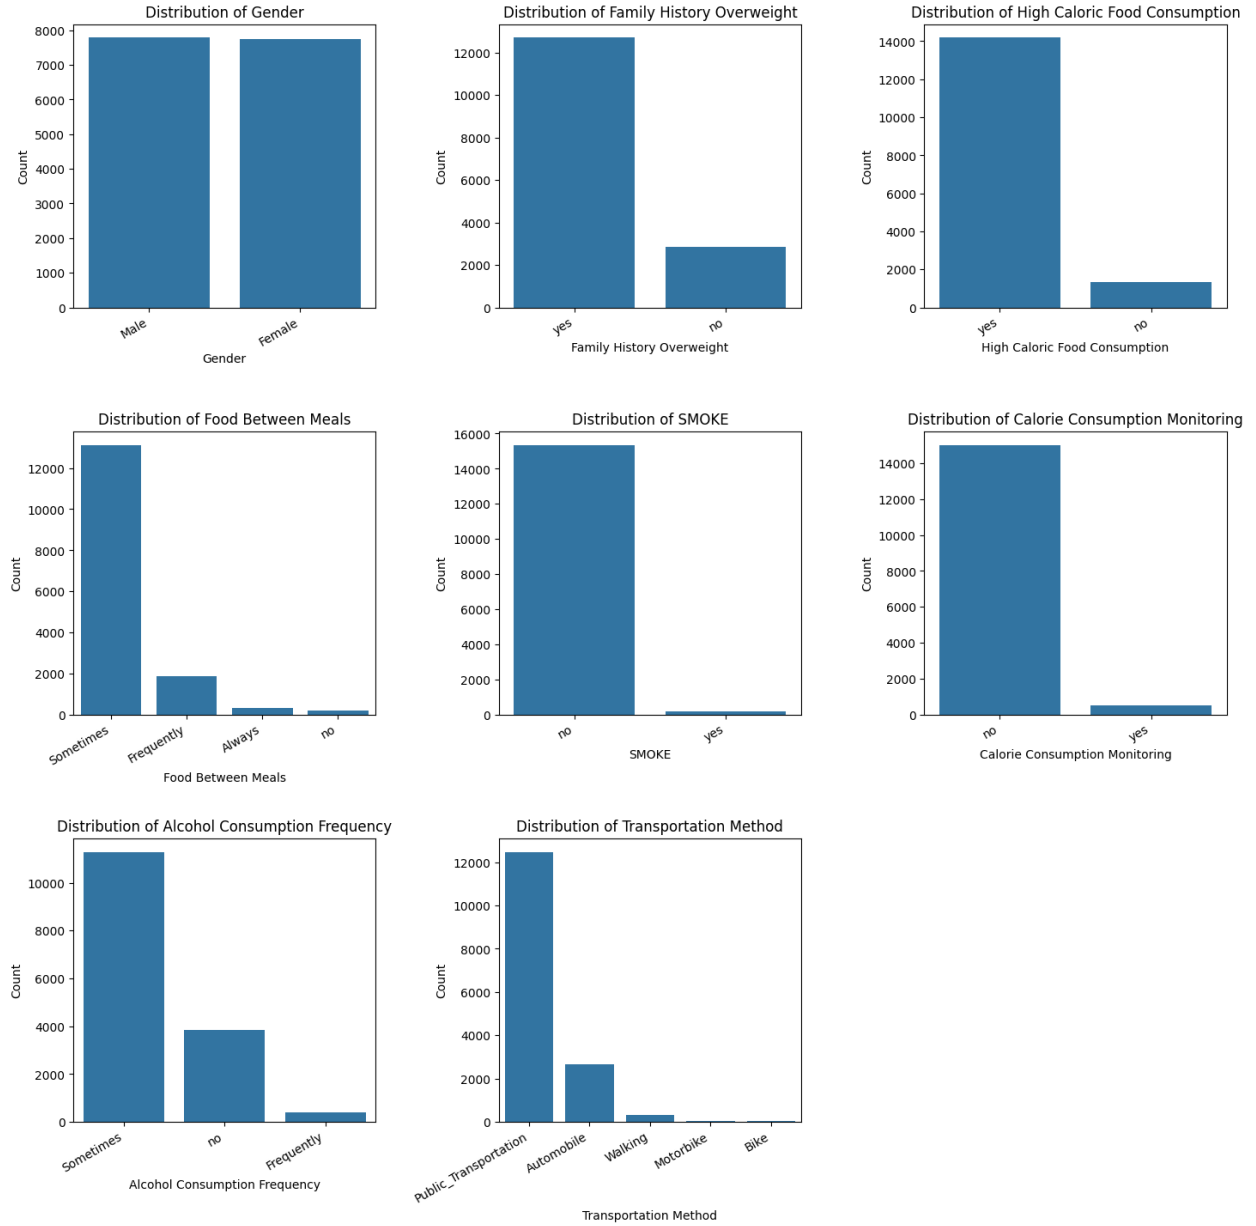 Distribution of Gender
8000
7000
6000
5000
4000
3000
2000
1000
0
Count
Male
Female
Gender
Distribution of Family History Overweight
12000
10000
8000
6000
4000
2000
0
Count
yes
no
Family History Overweight
Distribution of High Caloric Food Consumption
14000
12000
10000
8000
6000
4000
2000
0
Count
yes
no
High Caloric Food Consumption
Distribution of Food Between Meals
12000
10000
8000
6000
4000
2000
0
Count
Sometimes
Frequently
Always
no
Food Between Meals
Distribution of SMOKE
16000
14000
12000
10000
8000
6000
4000
2000
0
Count
no
yes
SMOKE
Distribution of Calorie Consumption Monitoring
14000
12000
10000
8000
6000
4000
2000
0
Count
no
yes
Calorie Consumption Monitoring
Distribution of Alcohol Consumption Frequency
10000
8000
6000
4000
2000
0
Count
Sometimes
no
Frequently
Alcohol Consumption Frequency
Distribution of Transportation Method
12000
10000
8000
6000
4000
2000
0
Count
Public_Transportation
Automobile
Walking
Motorbike
Bike
Transportation Method